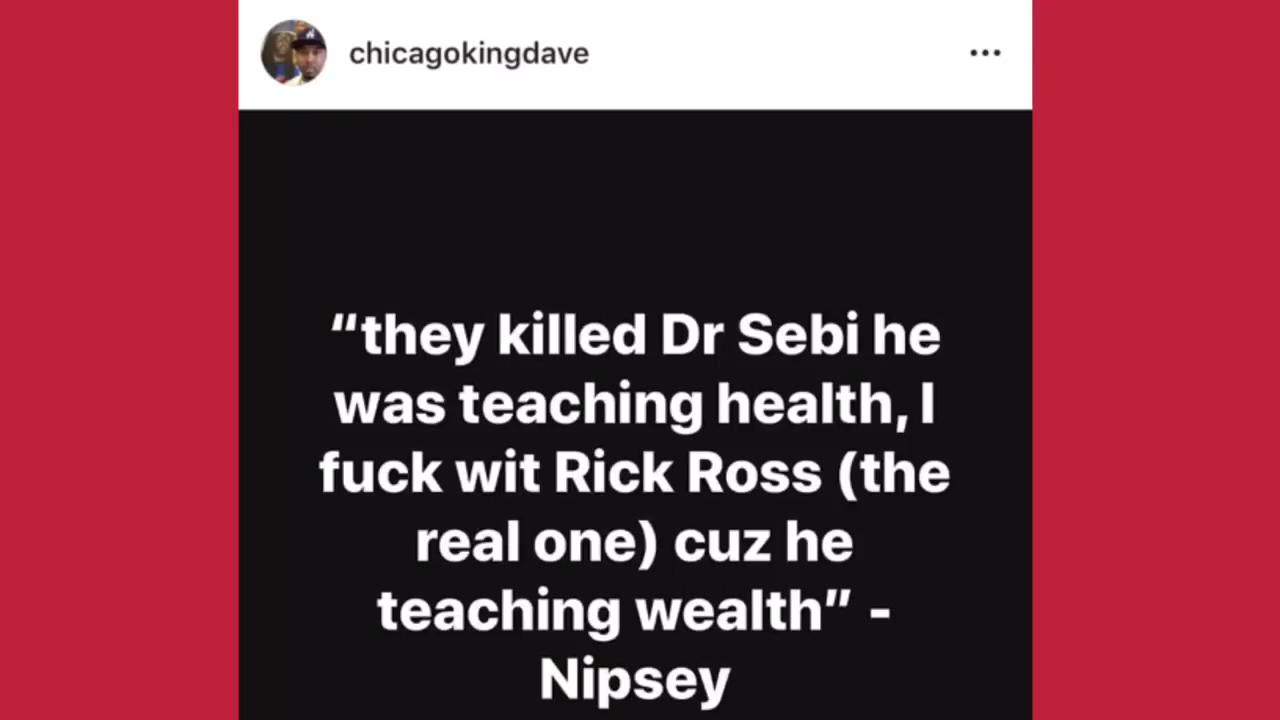 chicagokingdave
“they killed Dr Sebi he
was teaching health, I
fuck wit Rick Ross (the
real one) cuz he
teaching wealth” -
Nipsey